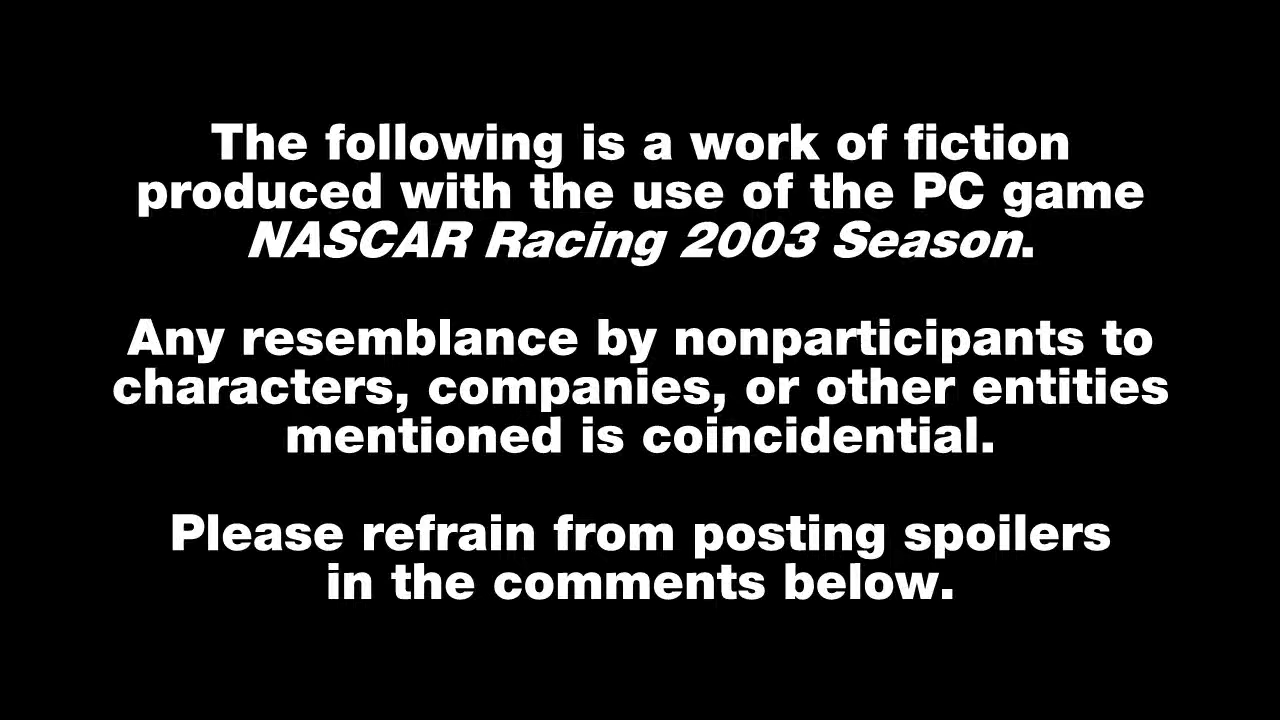 The following is a work of fiction
produced with the use of the PC game
NASCAR Racing 2003 Season.
Any resemblance by nonparticipants to
characters, companies, or other entities
mentioned is coincidential.
Please refrain from posting spoilers
in the comments below.